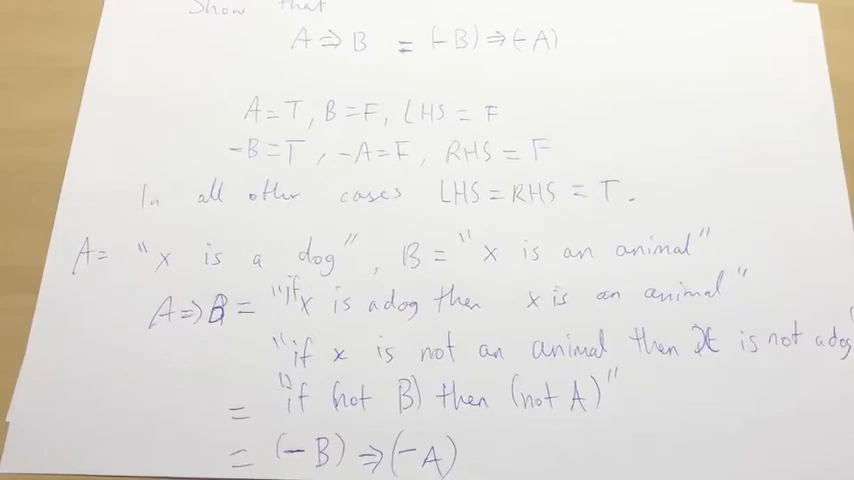 Show that
A ⇒ B = (-B) ⇒ (-A)
A = T, B = F, LHS = F
-B = T, -A = F, RHS = F
In all other cases LHS = RHS = T.
A = "x is a dog", B = "x is an animal"
A ⇒ B = "if x is a dog then x is an animal"
"if x is not an animal then x is not a dog"
= "if (not B) then (not A)"
= (-B) ⇒ (-A)